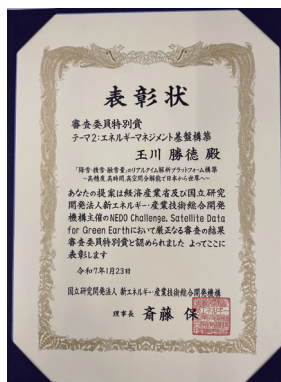 表彰状
審査委員特別賞
テーマ2:エネルギーマネジメント基盤構築
玉川 勝徳 殿
「降雪・積雪・融雪量」のリアルタイム解析プラットフォーム構築
～高精度、高時間、高空間分解能で日本から世界へ～
あなたの提案は経済産業省及び国立研究
開発法人新エネルギー・産業技術総合開発
機構主催のNEDO Challenge, Satellite Data
for Green Earthにおいて厳正なる審査の結果
審査委員特別賞と認められました よってここに
表彰します
令和7年1月23日
国立研究開発法人 新エネルギー・産業技術総合開発機構
理事長 斎藤 保